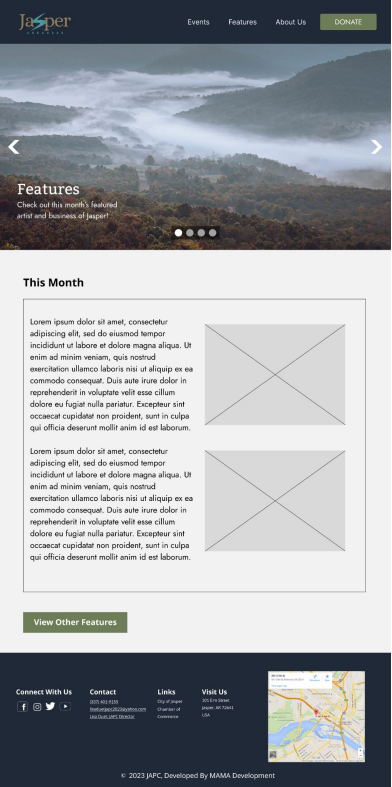 Jasper
Events
Features
About Us
DONATE
Features
Check out this month's featured
artist and business of Jasper!
This Month
Lorem ipsum dolor sit amet, consectetur
adipiscing elit, sed do eiusmod tempor
incididunt ut labore et dolore magna aliqua. Ut
enim ad minim veniam, quis nostrud
exercitation ullamco laboris nisi ut aliquip ex ea
commodo consequat. Duis aute irure dolor in
reprehenderit in voluptate velit esse cillum
dolore eu fugiat nulla pariatur. Excepteur sint
occaecat cupidatat non proident, sunt in culpa
qui officia deserunt mollit anim id est laborum.
Lorem ipsum dolor sit amet, consectetur
adipiscing elit, sed do eiusmod tempor
incididunt ut labore et dolore magna aliqua. Ut
enim ad minim veniam, quis nostrud
exercitation ullamco laboris nisi ut aliquip ex ea
commodo consequat. Duis aute irure dolor in
reprehenderit in voluptate velit esse cillum
dolore eu fugiat nulla pariatur. Excepteur sint
occaecat cupidatat non proident, sunt in culpa
qui officia deserunt mollit anim id est laborum.
View Other Features
Connect With Us
Contact
Links
City of Jasper
Chamber of
Commerce
Visit Us
Jasper, AR 72641
USA
© 2023 JAPC, Developed By MAMA Development